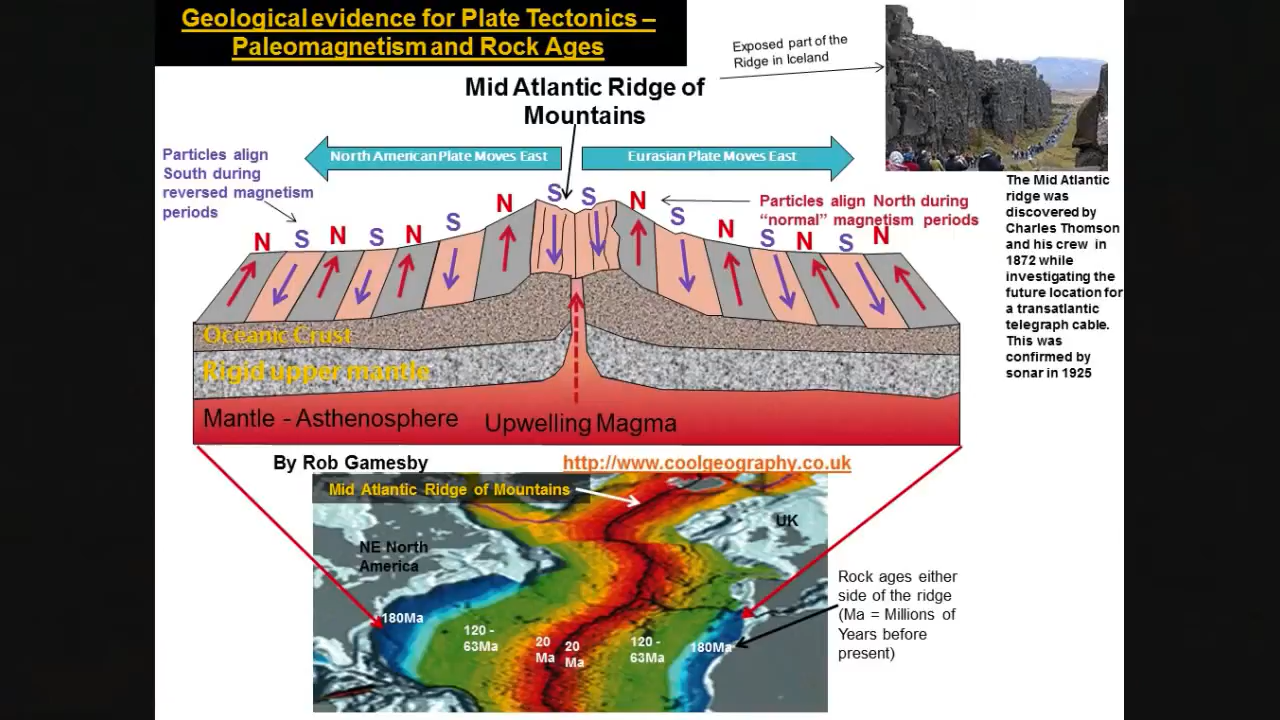 Geological evidence for Plate Tectonics –
Paleomagnetism and Rock Ages
Exposed part of the
Ridge in Iceland
Mid Atlantic Ridge of
Mountains
North American Plate Moves East
Eurasian Plate Moves East
Particles align
South during
reversed magnetism
periods
Particles align North during
“normal” magnetism periods
N S N S N S N S S N S N S N S N
The Mid Atlantic
ridge was
discovered by
Charles Thomson
and his crew in
1872 while
investigating the
future location for
a transatlantic
telegraph cable.
This was
confirmed by
sonar in 1925
Oceanic Crust
Rigid upper mantle
Mantle - Asthenosphere
Upwelling Magma
By Rob Gamesby
http://www.coolgeography.co.uk
Mid Atlantic Ridge of Mountains
UK
NE North
America
180Ma
120 -
63Ma
20
Ma
20
Ma
120 -
63Ma
180Ma
Rock ages either
side of the ridge
(Ma = Millions of
Years before
present)